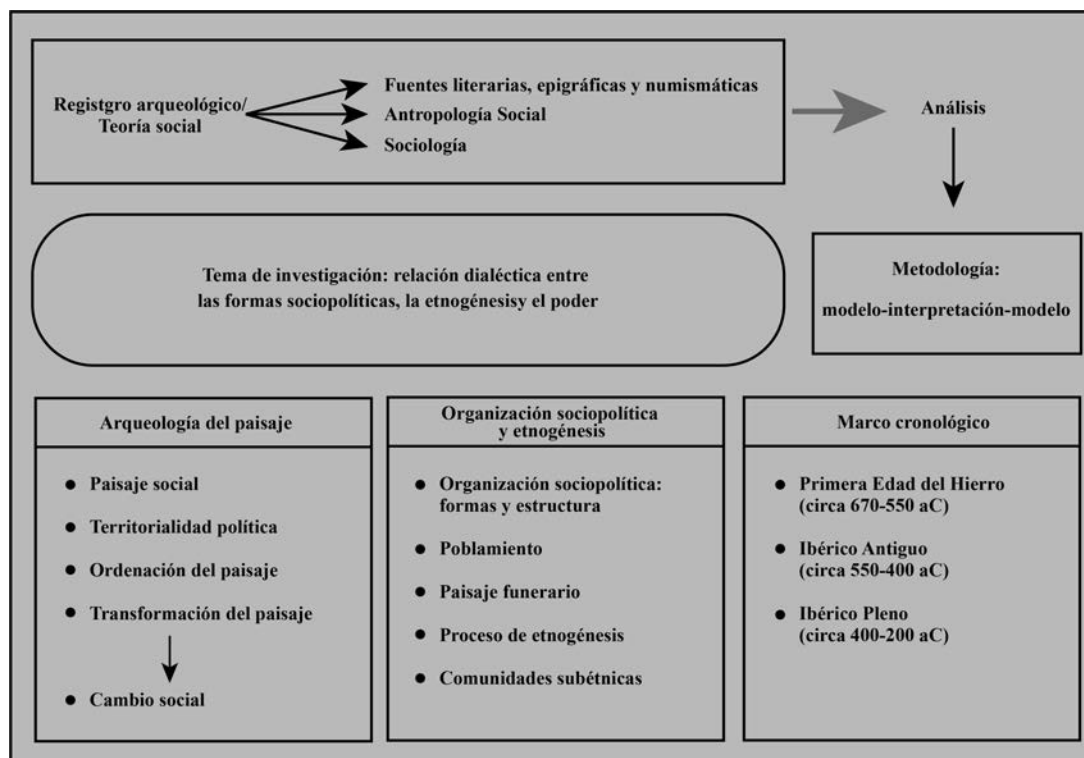 Registgro arqueológico/
Teoría social
Fuentes literarias, epigráficas y numismáticas
Antropología Social
Sociología
Análisis
Tema de investigación: relación dialéctica entre
las formas sociopolíticas, la etnogénesisy el poder
Metodología:
modelo-interpretación-modelo
Arqueología del paisaje
● Paisaje social
● Territorialidad política
● Ordenación del paisaje
● Transformación del paisaje
● Cambio social
Organización sociopolítica
y etnogénesis
● Organización sociopolítica:
formas y estructura
● Poblamiento
● Paisaje funerario
● Proceso de etnogénesis
● Comunidades subétnicas
Marco cronológico
● Primera Edad del Hierro
(circa 670-550 aC)
● Ibérico Antiguo
(circa 550-400 aC)
● Ibérico Pleno
(circa 400-200 aC)